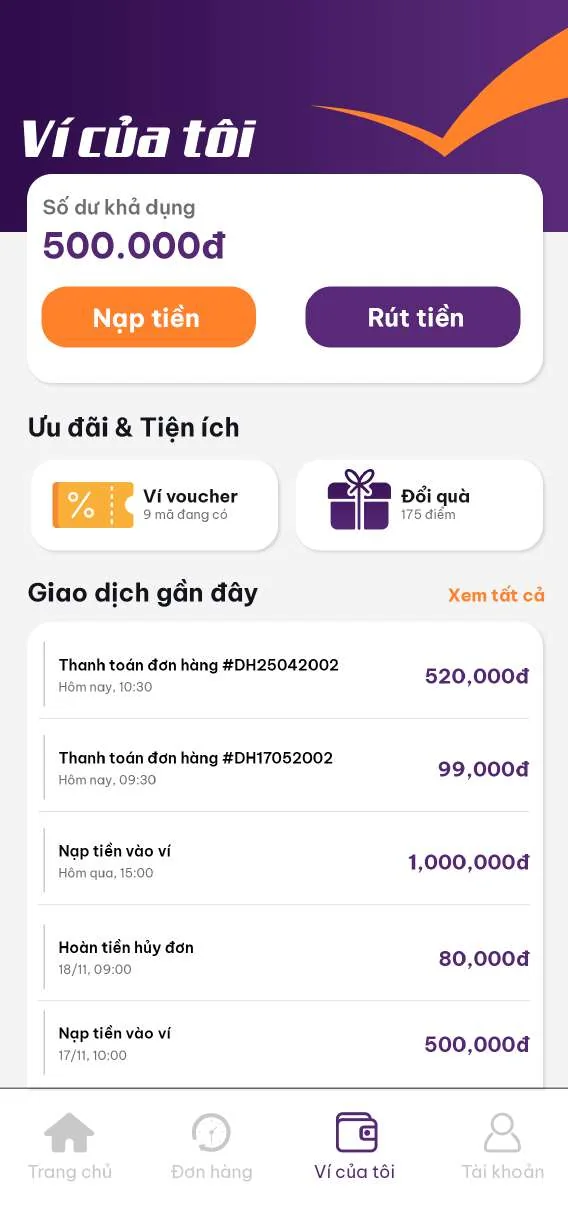 Ví của tôi
Số dư khả dụng
500.000đ
Nạp tiền
Rút tiền
Ưu đãi & Tiện ích
%
Ví voucher
9 mã đang có
Đổi quà
175 điểm
Giao dịch gần đây
Xem tất cả
Thanh toán đơn hàng #DH25042002
Hôm nay, 10:30
520,000đ
Thanh toán đơn hàng #DH17052002
Hôm nay, 09:30
99,000đ
Nạp tiền vào ví
Hôm qua, 15:00
1,000,000đ
Hoàn tiền hủy đơn
18/11, 09:00
80,000đ
Nạp tiền vào ví
17/11, 10:00
500,000đ
Trang chủ
Đơn hàng
Ví của tôi
Tài khoản